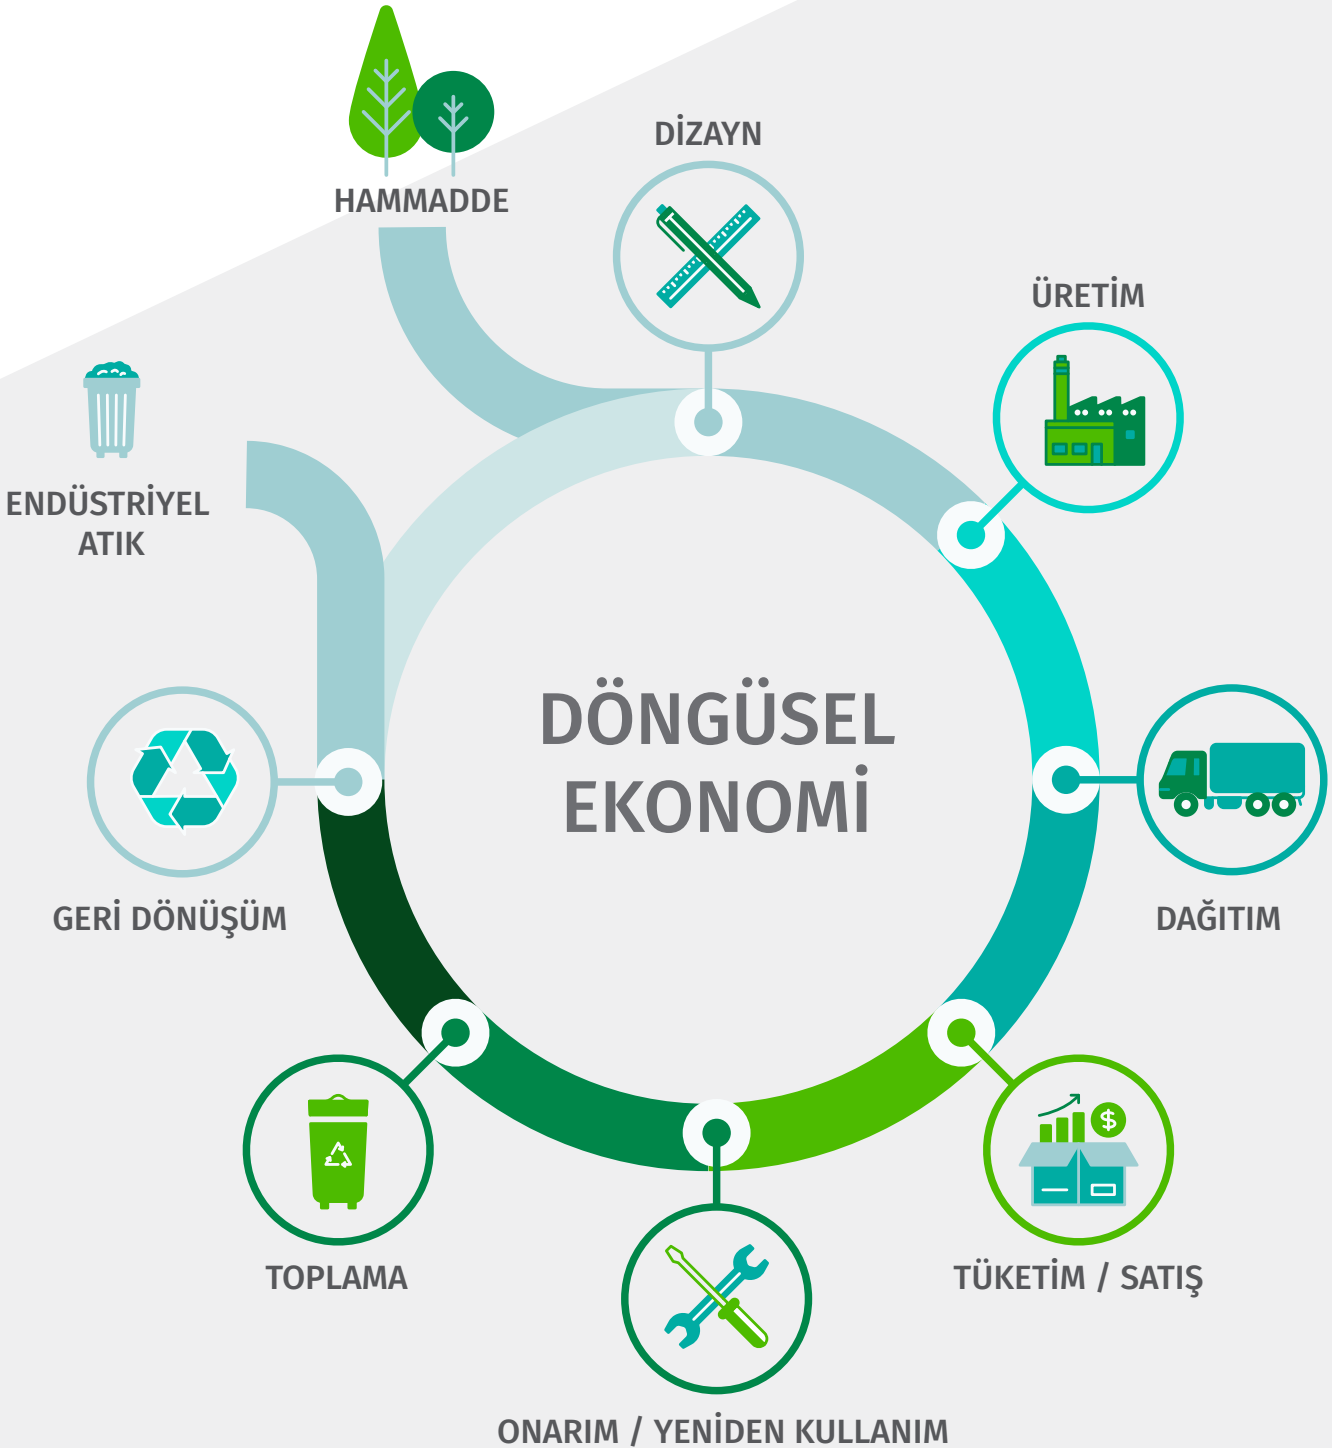 DİZAYN
HAMMADDE
ÜRETİM
ENDÜSTRİYEL
ATIK
DÖNGÜSEL
EKONOMİ
GERİ DÖNÜŞÜM
DAĞITIM
$
TOPLAMA
TÜKETİM / SATIŞ
ONARIM / YENİDEN KULLANIM